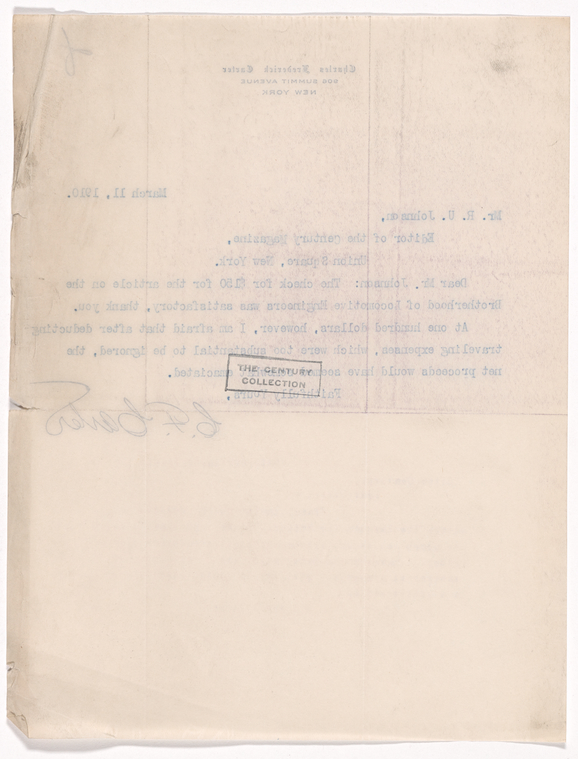 Charles Frederick Carter
SUMMIT AVENUE
NEW YORK
March 11, 1910.
Mr. R. U. Johnson,
Editor of the Century Magazine,
Union Square, New York.
Dear Mr. Johnson: The check for $150 for the article on the
Brotherhood of Locomotive Engineers was satisfactory, thank you.
At one hundred dollars, however, I am afraid that after deducting
traveling expenses, which were too substantial to be ignored, the
net proceeds would have seemed emaciated.
Faithfully Yours,
THE CENTURY
COLLECTION
C. F. Carter